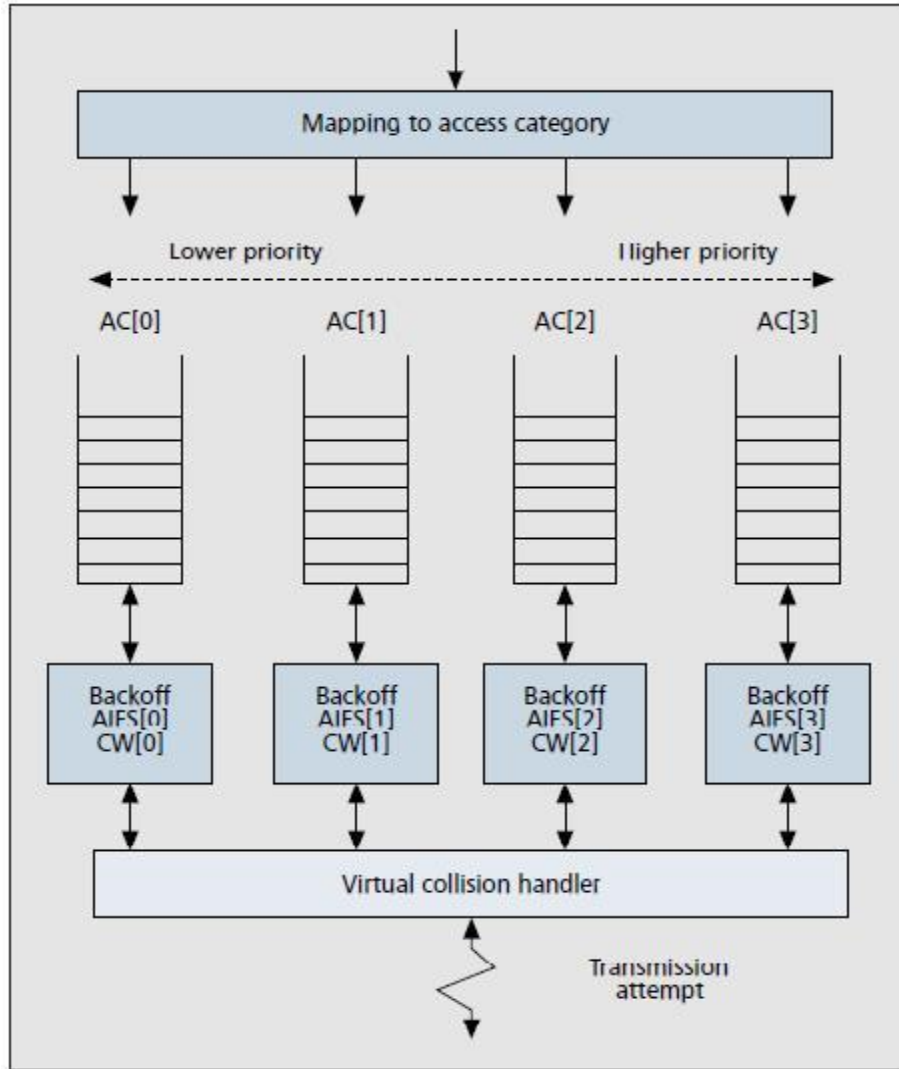 Mapping to access category
Lower priority
Higher priority
AC[0]
AC[1]
AC[2]
AC[3]
Backoff
AIFS[0]
CW[0]
Backoff
AIFS[1]
CW[1]
Backoff
AIFS[2]
CW[2]
Backoff
AIFS[3]
CW[3]
Virtual collision handler
Transmission
attempt